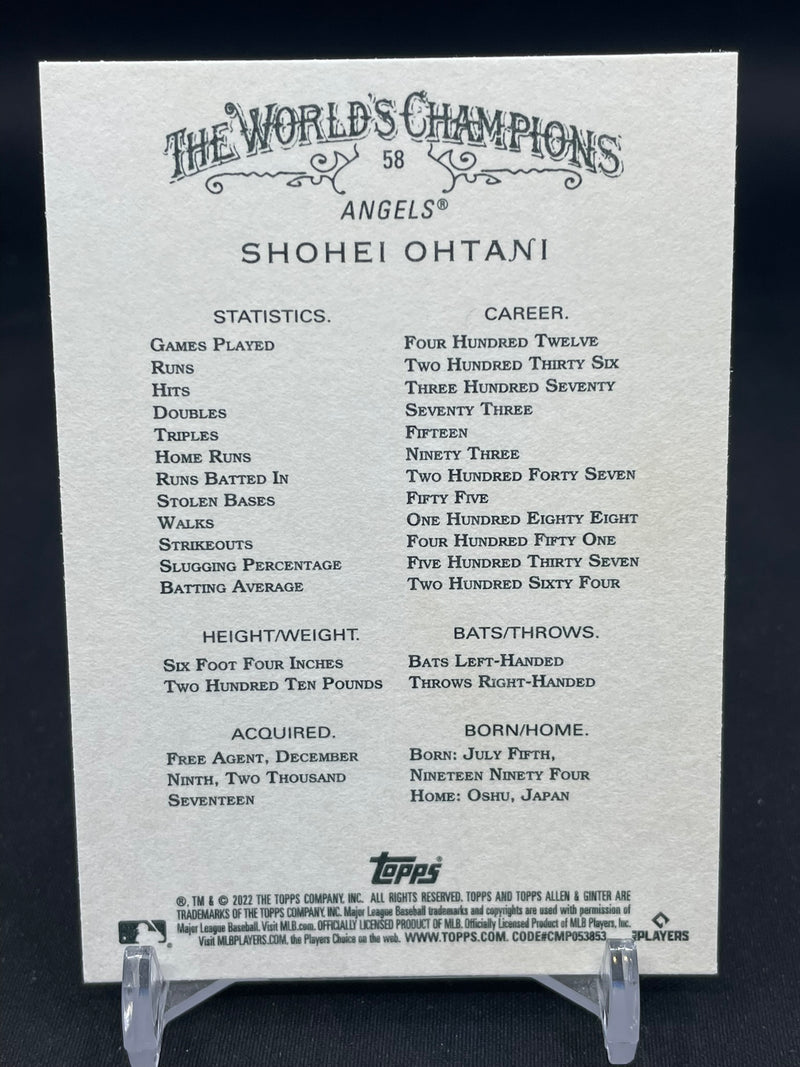 THE WORLD'S CHAMPIONS
58
ANGELS®
SHOHEI OHTANI
STATISTICS. CAREER.
GAMES PLAYED FOUR HUNDRED TWELVE
RUNS TWO HUNDRED THIRTY SIX
HITS THREE HUNDRED SEVENTY
DOUBLES SEVENTY THREE
TRIPLES FIFTEEN
HOME RUNS NINETY THREE
RUNS BATTED IN TWO HUNDRED FORTY SEVEN
STOLEN BASES FIFTY FIVE
WALKS ONE HUNDRED EIGHTY EIGHT
STRIKEOUTS FOUR HUNDRED FIFTY ONE
SLUGGING PERCENTAGE FIVE HUNDRED THIRTY SEVEN
BATTING AVERAGE TWO HUNDRED SIXTY FOUR
HEIGHT/WEIGHT.
SIX FOOT FOUR INCHES
TWO HUNDRED TEN POUNDS
BATS/THROWS.
BATS LEFT-HANDED
THROWS RIGHT-HANDED
ACQUIRED.
FREE AGENT, DECEMBER
NINTH, TWO THOUSAND
SEVENTEEN
BORN/HOME.
BORN: JULY FIFTH,
NINETEEN NINETY FOUR
HOME: OSHU, JAPAN
Topps®
®, TM & © 2022 THE TOPPS COMPANY, INC. ALL RIGHTS RESERVED. TOPPS AND TOPPS ALLEN & GINTER ARE
TRADEMARKS OF THE TOPPS COMPANY, INC. Major League Baseball trademarks and copyrights are used with permission of
Major League Baseball. Visit MLB.com. OFFICIALLY LICENSED PRODUCT OF MLB. Officially Licensed Product of MLB Players, Inc.
Visit MLBPLAYERS.COM, the Players Choice on the web. WWW.TOPPS.COM. CODE#CMP053853
PLAYERS